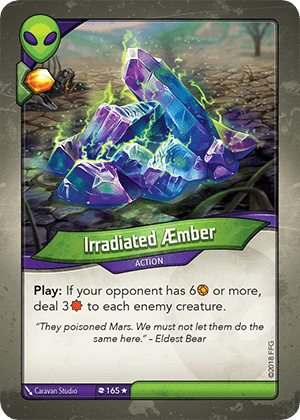 Irradiated Æmber
ACTION
Play: If your opponent has 6 or more,
deal 3 to each enemy creature.
“They poisoned Mars. We must not let them do the
same here.” - Eldest Bear
Caravan Studio
165
©2018 FFG